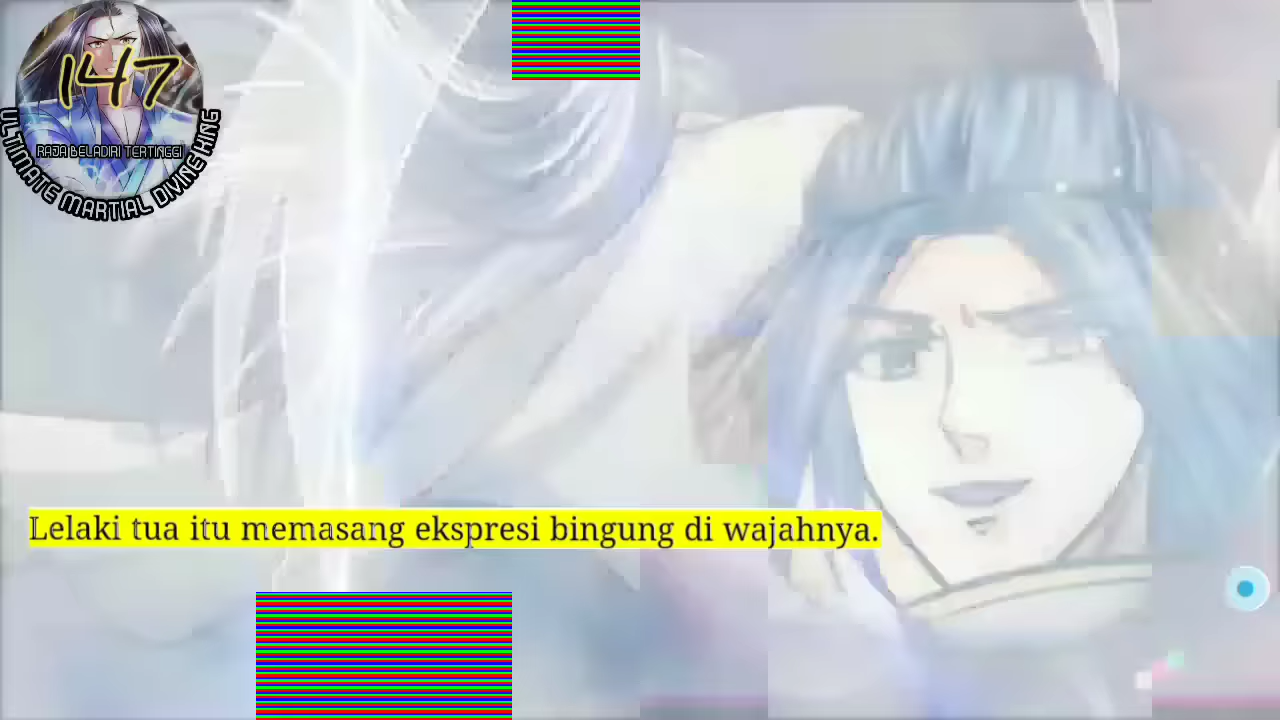 147
RAJA BELADIRI TERTINGGI
ULTIMATE MARTIAL DIVINE KING
Lelaki tua itu memasang ekspresi bingung di wajahnya.